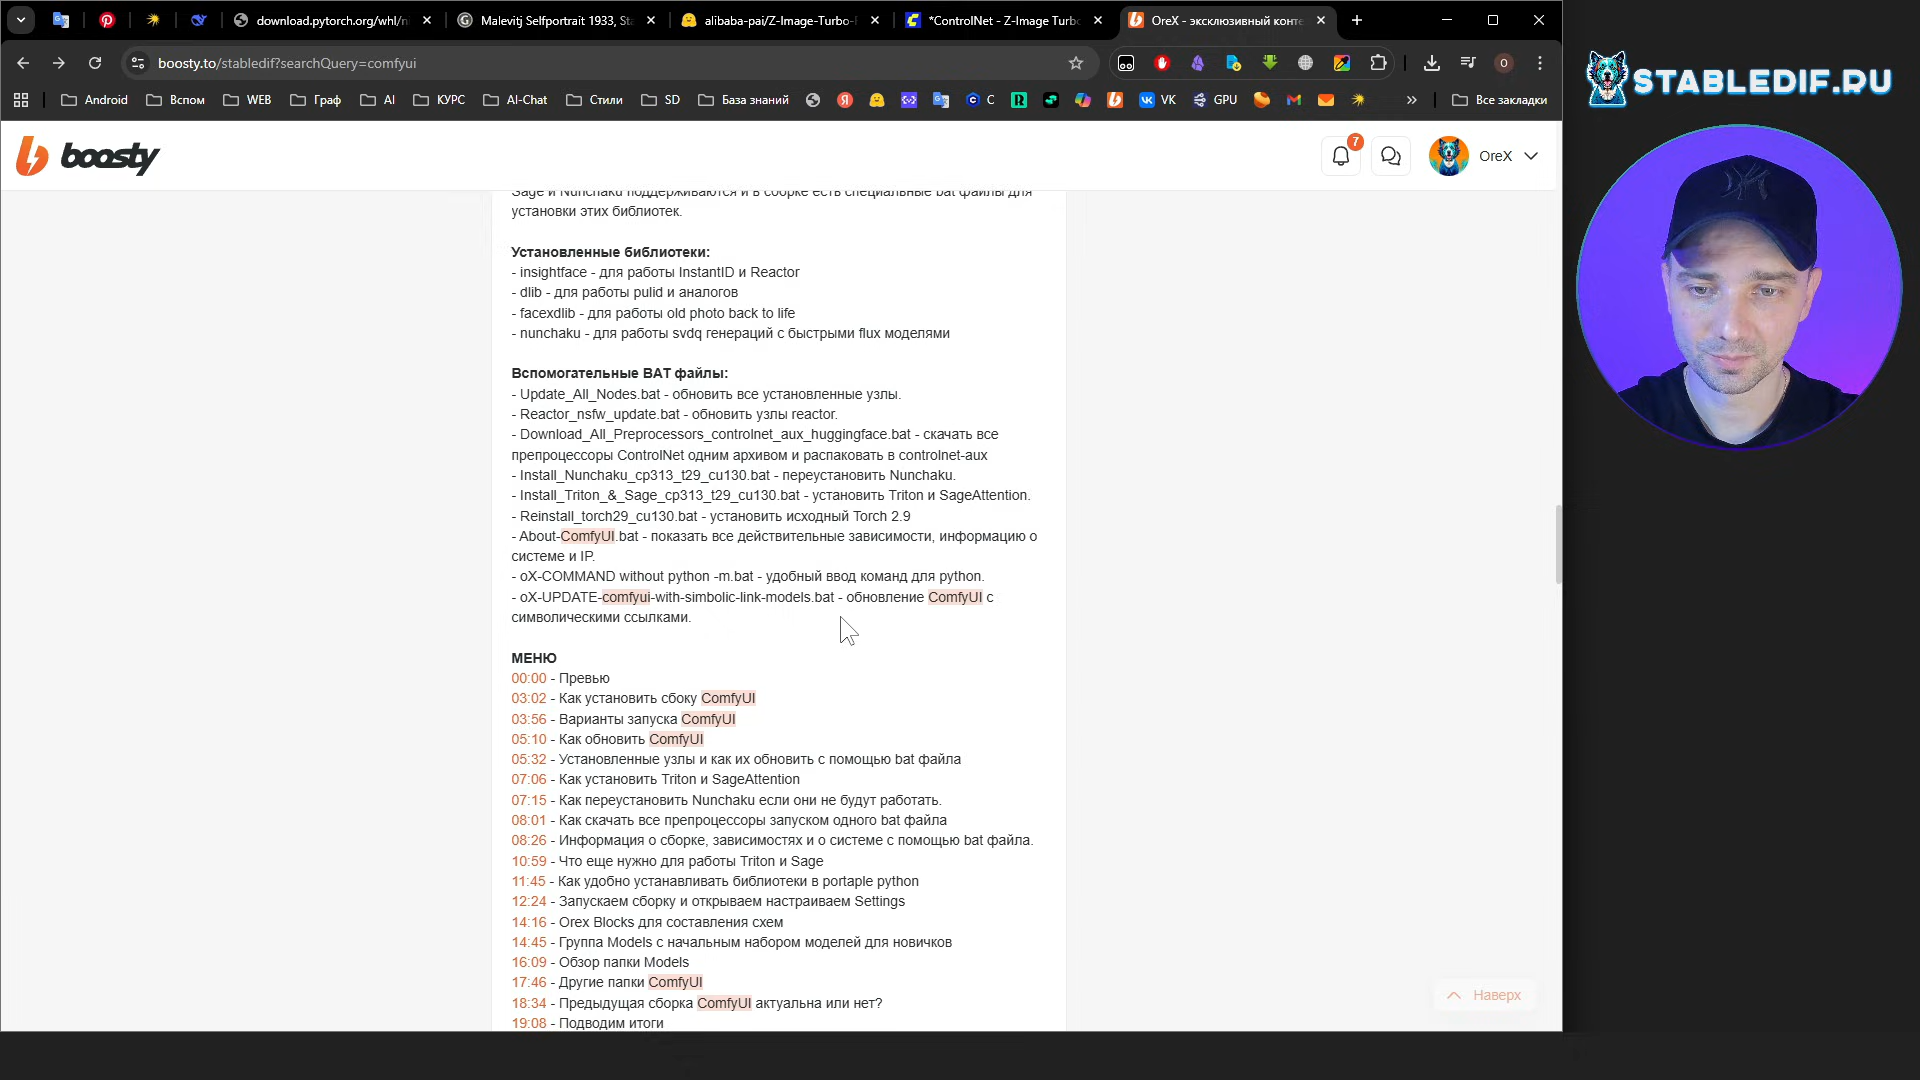 download.pytorch.org/whl/ni
Malevitj Selfportrait 1933, Sta
alibaba-pai/Z-Image-Turbo-F
*ControlNet - Z-Image Turbo
OreX - эксклюзивный конте
boosty.to/stabledif?searchQuery=comfyui
Android
Вспом
WEB
Граф
AI
КУРС
AI-Chat
Стили
SD
База знаний
C
VK
GPU
Все закладки
boosty
7
OreX
STABLEDIF.RU
Sage и Nunchaku поддерживаются и в сборке есть специальные bat файлы для
установки этих библиотек.
Установленные библиотеки:
- insightface - для работы InstantID и Reactor
- dlib - для работы pulid и аналогов
- facexdlib - для работы old photo back to life
- nunchaku - для работы svdq генераций с быстрыми flux моделями
Вспомогательные BAT файлы:
- Update_All_Nodes.bat - обновить все установленные узлы.
- Reactor_nsfw_update.bat - обновить узлы reactor.
- Download_All_Preprocessors_controlnet_aux_huggingface.bat - скачать все
препроцессоры ControlNet одним архивом и распаковать в controlnet-aux
- Install_Nunchaku_cp313_t29_cu130.bat - переустановить Nunchaku.
- Install_Triton_&_Sage_cp313_t29_cu130.bat - установить Triton и SageAttention.
- Reinstall_torch29_cu130.bat - установить исходный Torch 2.9
- About-ComfyUI.bat - показать все действительные зависимости, информацию о
системе и IP.
- oX-COMMAND without python -m.bat - удобный ввод команд для python.
- oX-UPDATE-comfyui-with-simbolic-link-models.bat - обновление ComfyUI с
символическими ссылками.
МЕНЮ
00:00 - Превью
03:02 - Как установить сбоку ComfyUI
03:56 - Варианты запуска ComfyUI
05:10 - Как обновить ComfyUI
05:32 - Установленные узлы и как их обновить с помощью bat файла
07:06 - Как установить Triton и SageAttention
07:15 - Как переустановить Nunchaku если они не будут работать.
08:01 - Как скачать все препроцессоры запуском одного bat файла
08:26 - Информация о сборке, зависимостях и о системе с помощью bat файла.
10:59 - Что еще нужно для работы Triton и Sage
11:45 - Как удобно устанавливать библиотеки в portaple python
12:24 - Запускаем сборку и открываем настраиваем Settings
14:16 - Orex Blocks для составления схем
14:45 - Группа Models с начальным набором моделей для новичков
16:09 - Обзор папки Models
17:46 - Другие папки ComfyUI
18:34 - Предыдущая сборка ComfyUI актуальна или нет?
19:08 - Подводим итоги
Наверх